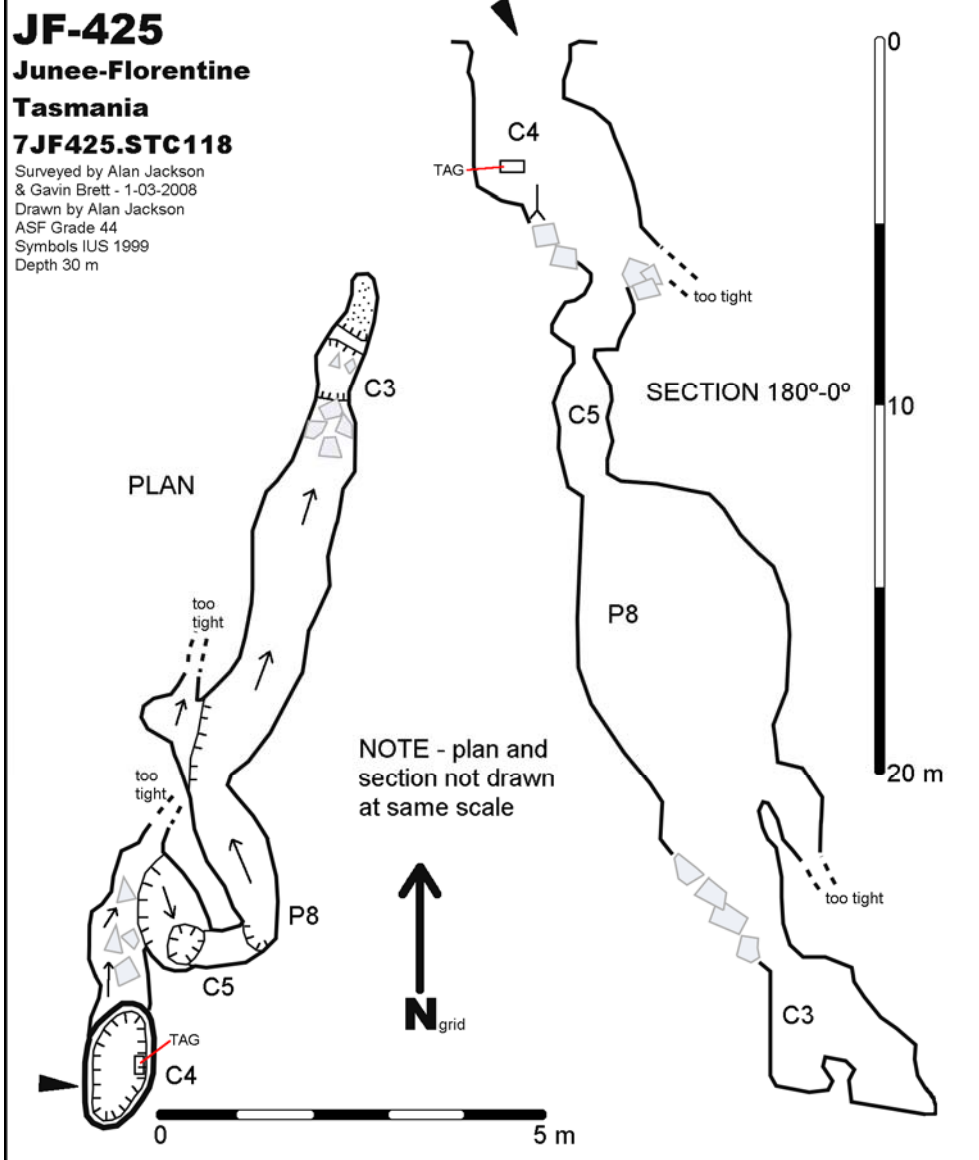 JF-425
Junee-Florentine
Tasmania
7JF425.STC118
Surveyed by Alan Jackson
& Gavin Brett - 1-03-2008
Drawn by Alan Jackson
ASF Grade 44
Symbols IUS 1999
Depth 30 m
C4
TAG
too tight
SECTION 180º-0º
C5
P8
too tight
C3
0
10
20 m
PLAN
C3
too
tight
too
tight
P8
C5
TAG
C4
NOTE - plan and
section not drawn
at same scale
N grid
0
5 m